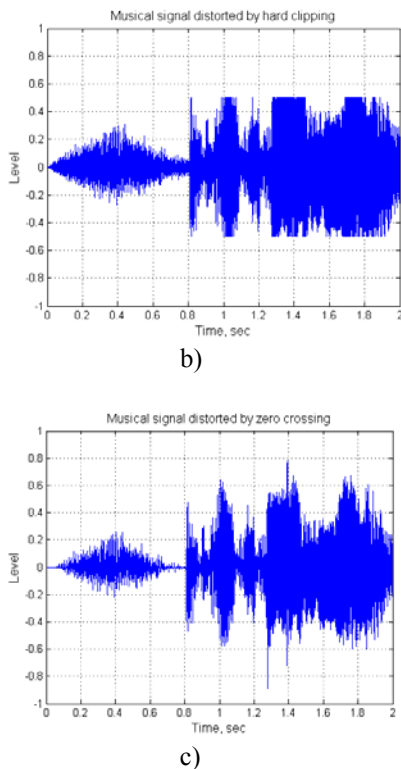 Musical signal distorted by hard clipping
1
0.8
0.6
0.4
0.2
0
-0.2
-0.4
-0.6
-0.8
-1
Level
0 0.2 0.4 0.6 0.8 1 1.2 1.4 1.6 1.8 2
Time, sec
b)
Musical signal distorted by zero crossing
1
0.8
0.6
0.4
0.2
0
-0.2
-0.4
-0.6
-0.8
-1
Level
0 0.2 0.4 0.6 0.8 1 1.2 1.4 1.6 1.8 2
Time, sec
c)